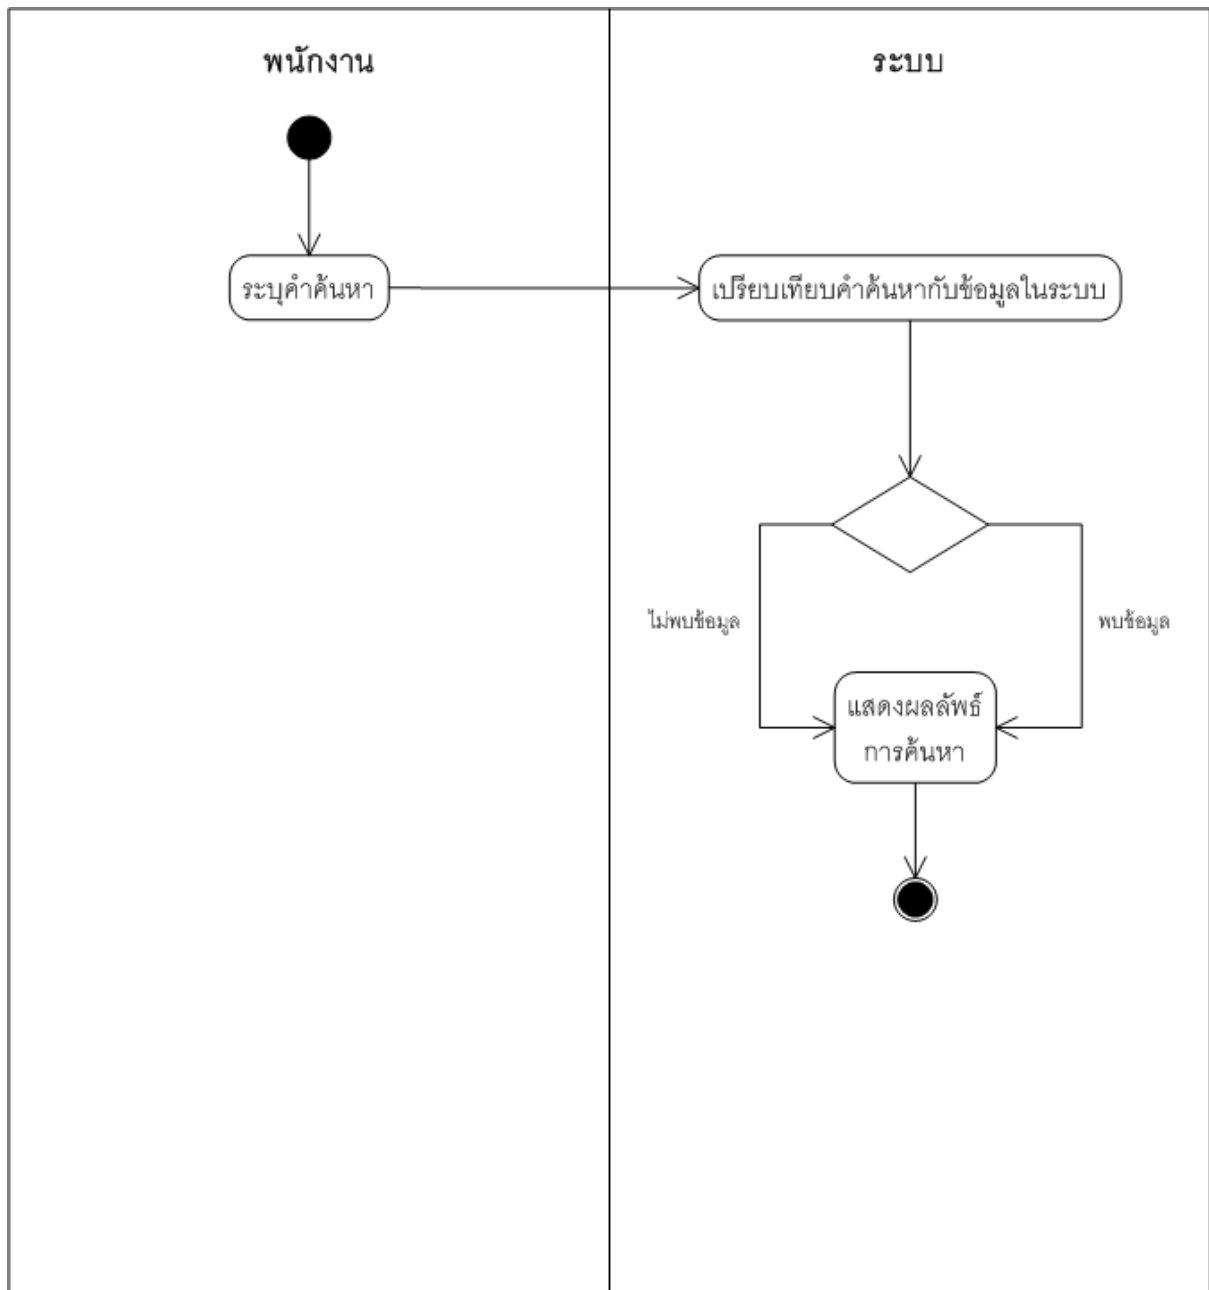 พนักงาน
ระบบ
ระบุคำค้นหา
เปรียบเทียบคำค้นหากับข้อมูลในระบบ
ไม่พบข้อมูล
พบข้อมูล
แสดงผลลัพธ์
การค้นหา